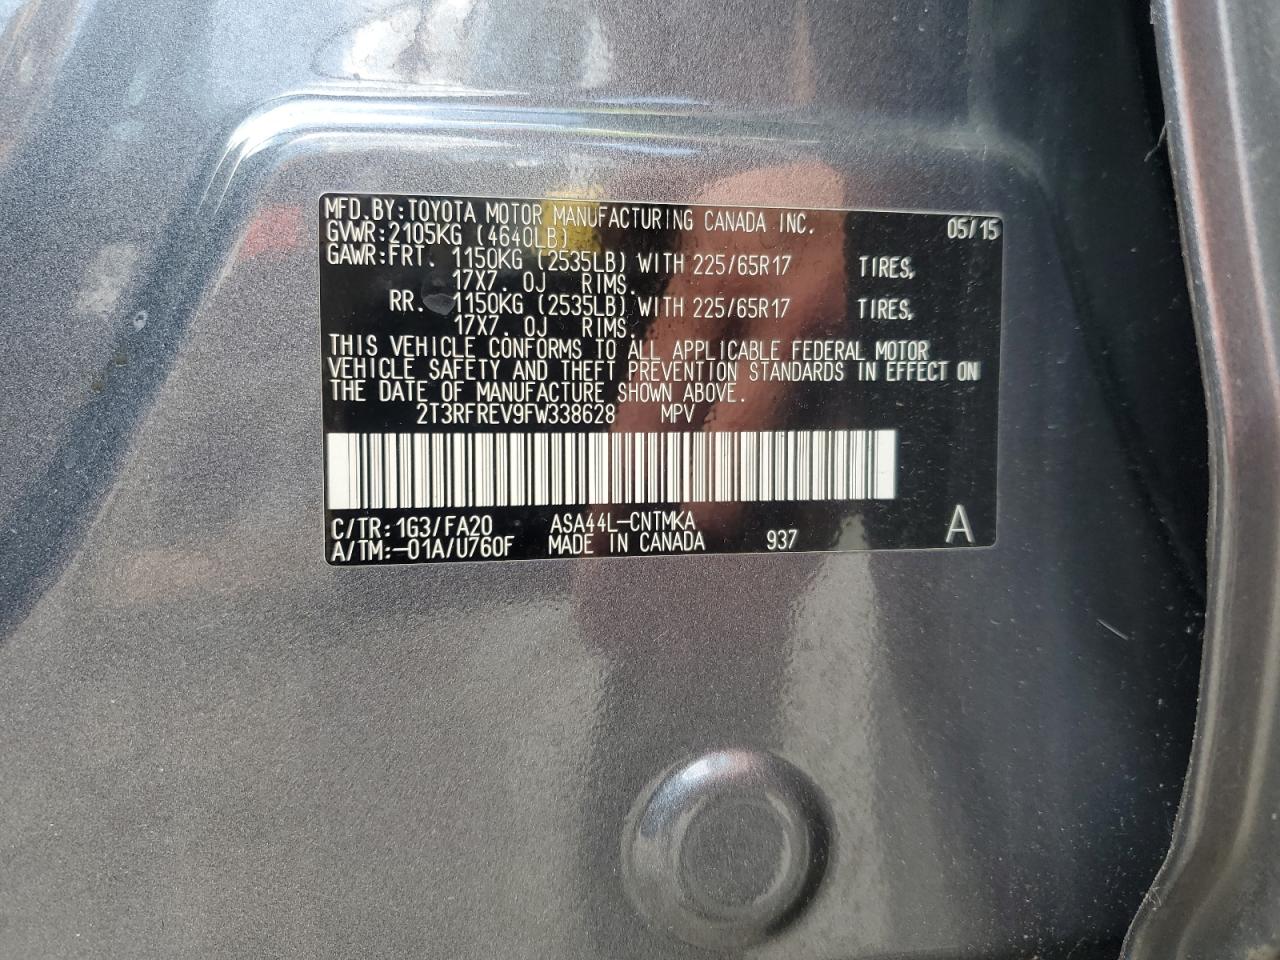 MFD.BY:TOYOTA MOTOR MANUFACTURING CANADA INC. 05/15
GVWR:2105KG (4640LB)
GAWR:FRT. 1150KG (2535LB) WITH 225/65R17 TIRES,
17X7. 0J RIMS.
RR. 1150KG (2535LB) WITH 225/65R17 TIRES,
17X7. 0J RIMS.
THIS VEHICLE CONFORMS TO ALL APPLICABLE FEDERAL MOTOR
VEHICLE SAFETY AND THEFT PREVENTION STANDARDS IN EFFECT ON
THE DATE OF MANUFACTURE SHOWN ABOVE.
2T3RFREV9FW338628 MPV
C/TR:1G3/FA20 ASA44L-CNTMKA
A/TM:-01A/U760F MADE IN CANADA 937 A